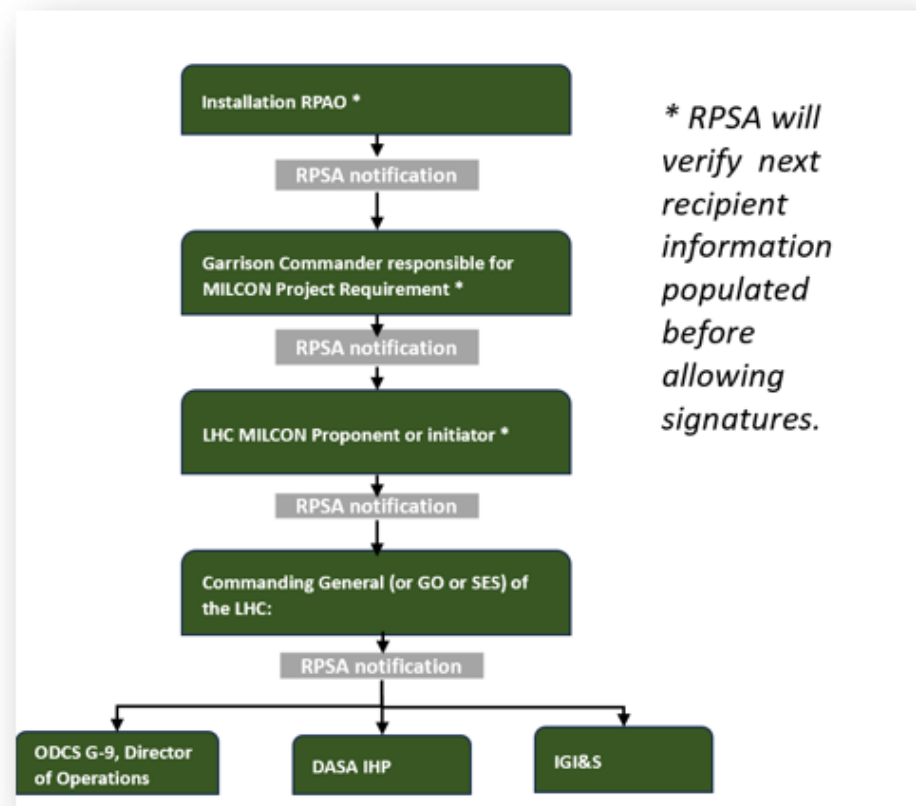 Installation RPAO *
RPSA notification
Garrison Commander responsible for
MILCON Project Requirement *
RPSA notification
LHC MILCON Proponent or initiator *
RPSA notification
Commanding General (or GO or SES) of
the LHC:
RPSA notification
ODCS G-9, Director
of Operations
DASA IHP
IGI&S
* RPSA will
verify next
recipient
information
populated
before
allowing
signatures.